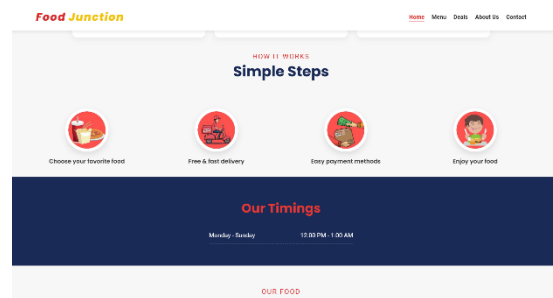 Food Junction
Home Menu Deals About Us Contact
HOW IT WORKS
Simple Steps
Choose your favorite food
Free & fast delivery
Easy payment methods
Enjoy your food
Our Timings
Monday - Sunday 12:00 PM - 1:00 AM
OUR FOOD